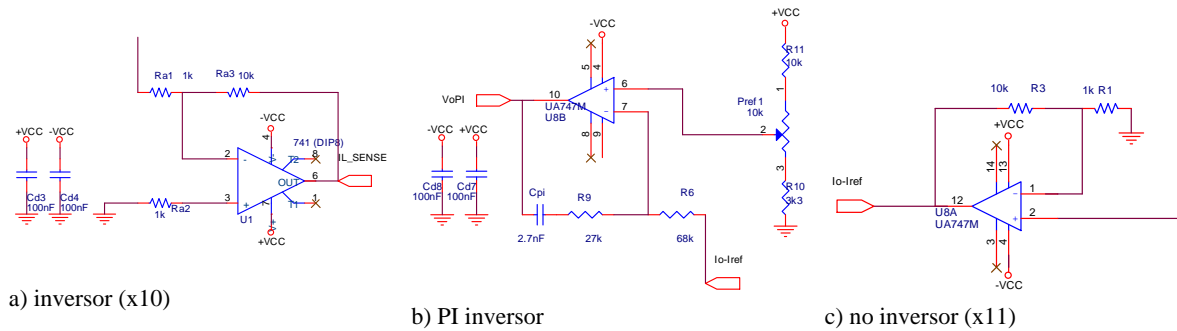 Ra1 1k Ra3 10k
+VCC -VCC
Cd3 Cd4
100nF 100nF
-VCC
4 V-
741 (DIP8)
2 -
T2 8
IL_SENSE
OUT 6
3 +
T1 1
U1
1k Ra2
7 V+
+VCC
a) inversor (x10)
-VCC
5 4
VoPI
10
+ 6
- 7
UA747M
U8B
8 9
-VCC +VCC
Cd8 Cd7
100nF 100nF
Cpi
R9
R6
2.7nF
27k
68k
Io-Iref
+VCC
R11
10k
1
Pref1
10k
2
3
R10
3k3
b) PI inversor
10k R3 1k R1
+VCC
14 13
Io-Iref
12
- 1
+ 2
U8A
UA747M
3 4
-VCC
c) no inversor (x11)